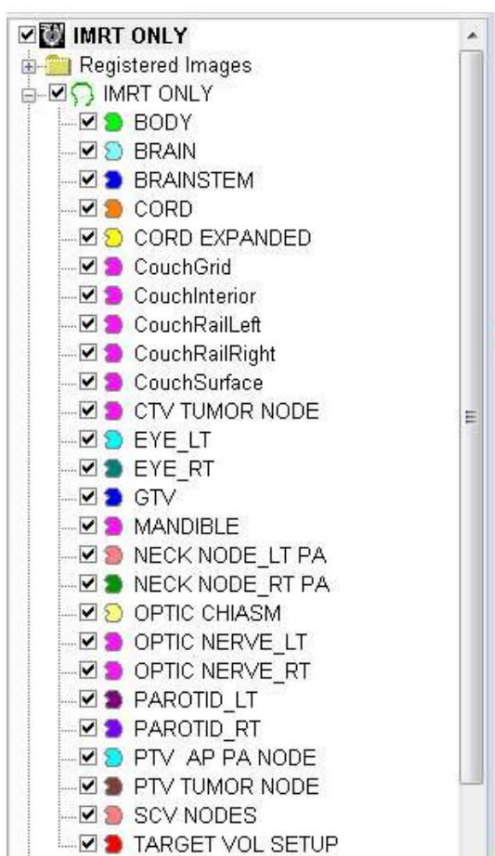 IMRT ONLY
Registered Images
IMRT ONLY
BODY
BRAIN
BRAINSTEM
CORD
CORD EXPANDED
CouchGrid
CouchInterior
CouchRailLeft
CouchRailRight
CouchSurface
CTV TUMOR NODE
EYE_LT
EYE_RT
GTV
MANDIBLE
NECK NODE_LT PA
NECK NODE_RT PA
OPTIC CHIASM
OPTIC NERVE_LT
OPTIC NERVE_RT
PAROTID_LT
PAROTID_RT
PTV AP PA NODE
PTV TUMOR NODE
SCV NODES
TARGET VOL SETUP